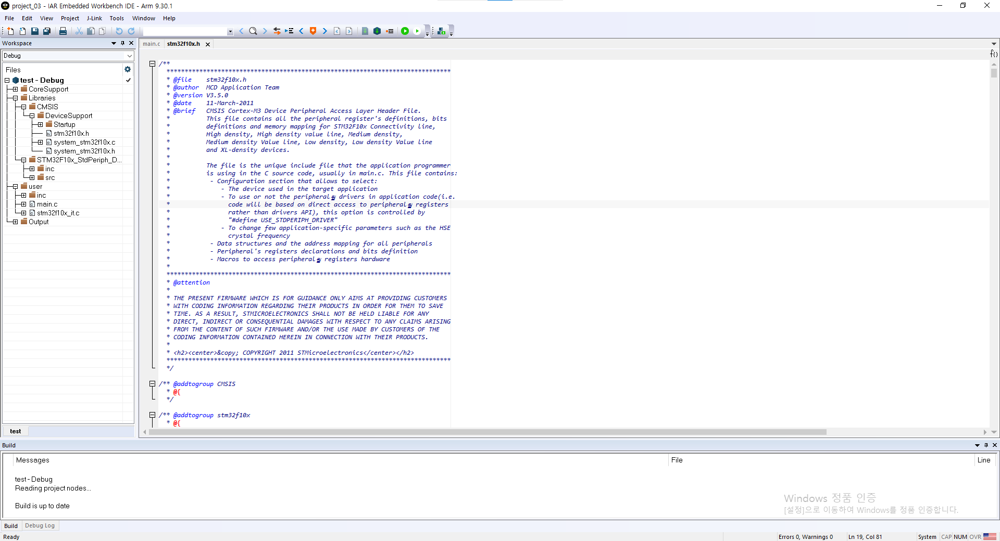 project_03 - IAR Embedded Workbench IDE - Arm 9.30.1
File Edit View Project J-Link Tools Window Help
Workspace
Debug
Files
test - Debug
CoreSupport
Libraries
CMSIS
DeviceSupport
Startup
stm32f10x.h
system_stm32f10x.c
system_stm32f10x.h
STM32F10x_StdPeriph_D...
inc
src
user
inc
main.c
stm32f10x_it.c
Output
test
main.c stm32f10x.h
f()
/**
******************************************************************************
* @file    stm32f10x.h
* @author  MCD Application Team
* @version V3.5.0
* @date    11-March-2011
* @brief   CMSIS Cortex-M3 Device Peripheral Access Layer Header File.
*          This file contains all the peripheral register's definitions, bits
*          definitions and memory mapping for STM32F10x Connectivity line,
*          High density, High density value line, Medium density,
*          Medium density Value line, Low density, Low density Value line
*          and XL-density devices.
*
*          The file is the unique include file that the application programmer
*          is using in the C source code, usually in main.c. This file contains:
*           - Configuration section that allows to select:
*              - The device used in the target application
*              - To use or not the peripheral drivers in application code(i.e.
*                code will be based on direct access to peripheral registers
*                rather than drivers API), this option is controlled by
*                "#define USE_STDPERIPH_DRIVER"
*              - To change few application-specific parameters such as the HSE
*                crystal frequency
*           - Data structures and the address mapping for all peripherals
*           - Peripheral's registers declarations and bits definition
*           - Macros to access peripheral registers hardware
*
******************************************************************************
* @attention
*
* THE PRESENT FIRMWARE WHICH IS FOR GUIDANCE ONLY AIMS AT PROVIDING CUSTOMERS
* WITH CODING INFORMATION REGARDING THEIR PRODUCTS IN ORDER FOR THEM TO SAVE
* TIME. AS A RESULT, STMICROELECTRONICS SHALL NOT BE HELD LIABLE FOR ANY
* DIRECT, INDIRECT OR CONSEQUENTIAL DAMAGES WITH RESPECT TO ANY CLAIMS ARISING
* FROM THE CONTENT OF SUCH FIRMWARE AND/OR THE USE MADE BY CUSTOMERS OF THE
* CODING INFORMATION CONTAINED HEREIN IN CONNECTION WITH THEIR PRODUCTS.
*
* <h2><center>&copy; COPYRIGHT 2011 STMicroelectronics</center></h2>
******************************************************************************
*/
/** @addtogroup CMSIS
* @{
*/
/** @addtogroup stm32f10x
* @{
Build
Messages File Line
test - Debug
Reading project nodes...
Build is up to date
Windows 정품 인증
[설정]으로 이동하여 Windows를 정품 인증합니다.
Build Debug Log
Ready Errors 0, Warnings 0 Ln 19, Col 81 System CAP NUM OVR